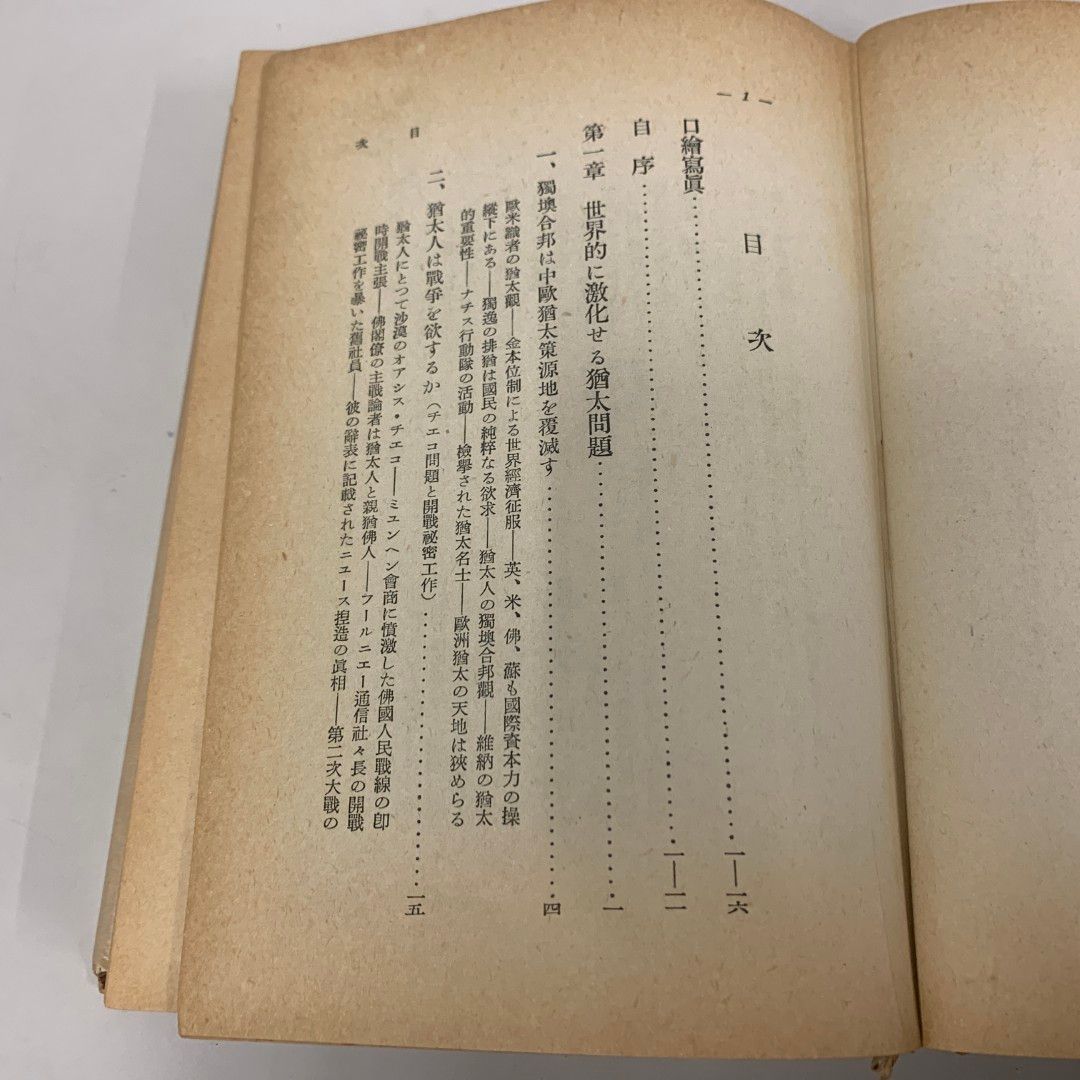 — 1 —
目次
口繪寫眞……一—一六
自序……一—一一
第一章 世界的に激化せる猶太問題……一
一、獨墺合邦は中歐猶太策源地を覆滅す……四
歐米識者の猶太觀——金本位制による世界經濟征服——英、米、佛、蘇も國際資本力の操
縱下にある——獨逸の排猶は國民の純粹なる欲求——猶太人の獨墺合邦觀——維納の猶太
的重要性——ナチス行動隊の活動——檢擧された猶太名士——歐洲猶太の天地は狹めらる
二、猶太人は戰爭を欲するか(チエコ問題と開戰祕密工作)……一五
猶太人にとつて沙漠のオアシス・チエコ——ミュンヘン會商に憤激した佛國人民戰線の卽
時開戰主張——佛閣僚の主戰論者は猶太人と親猶佛人——フールニエー通信社々長の開戰
祕密工作を暴いた舊社員——彼の辭表に記載されたニュース捏造の眞相——第二次大戰の
目次